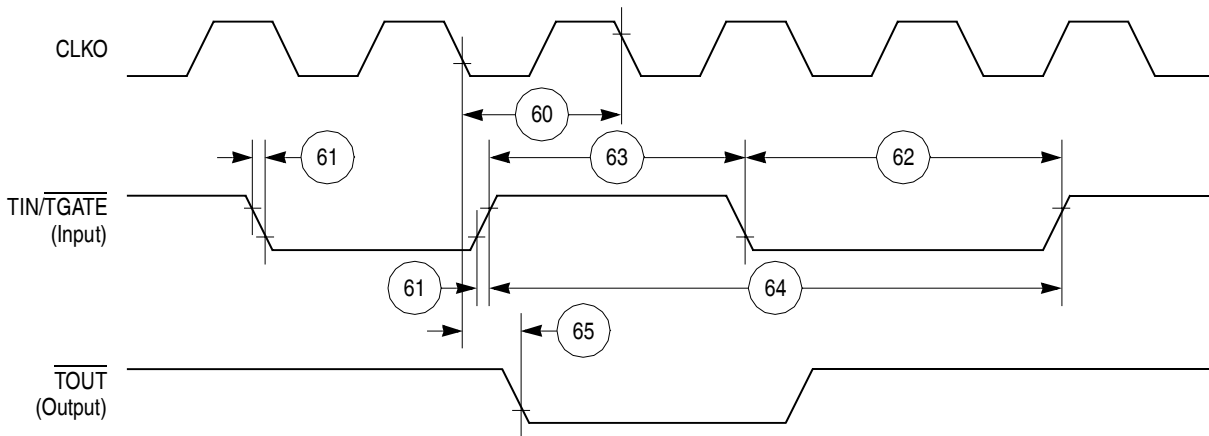 CLKO
60
61
63
62
TIN/TGATE
(Input)
61
64
65
TOUT
(Output)